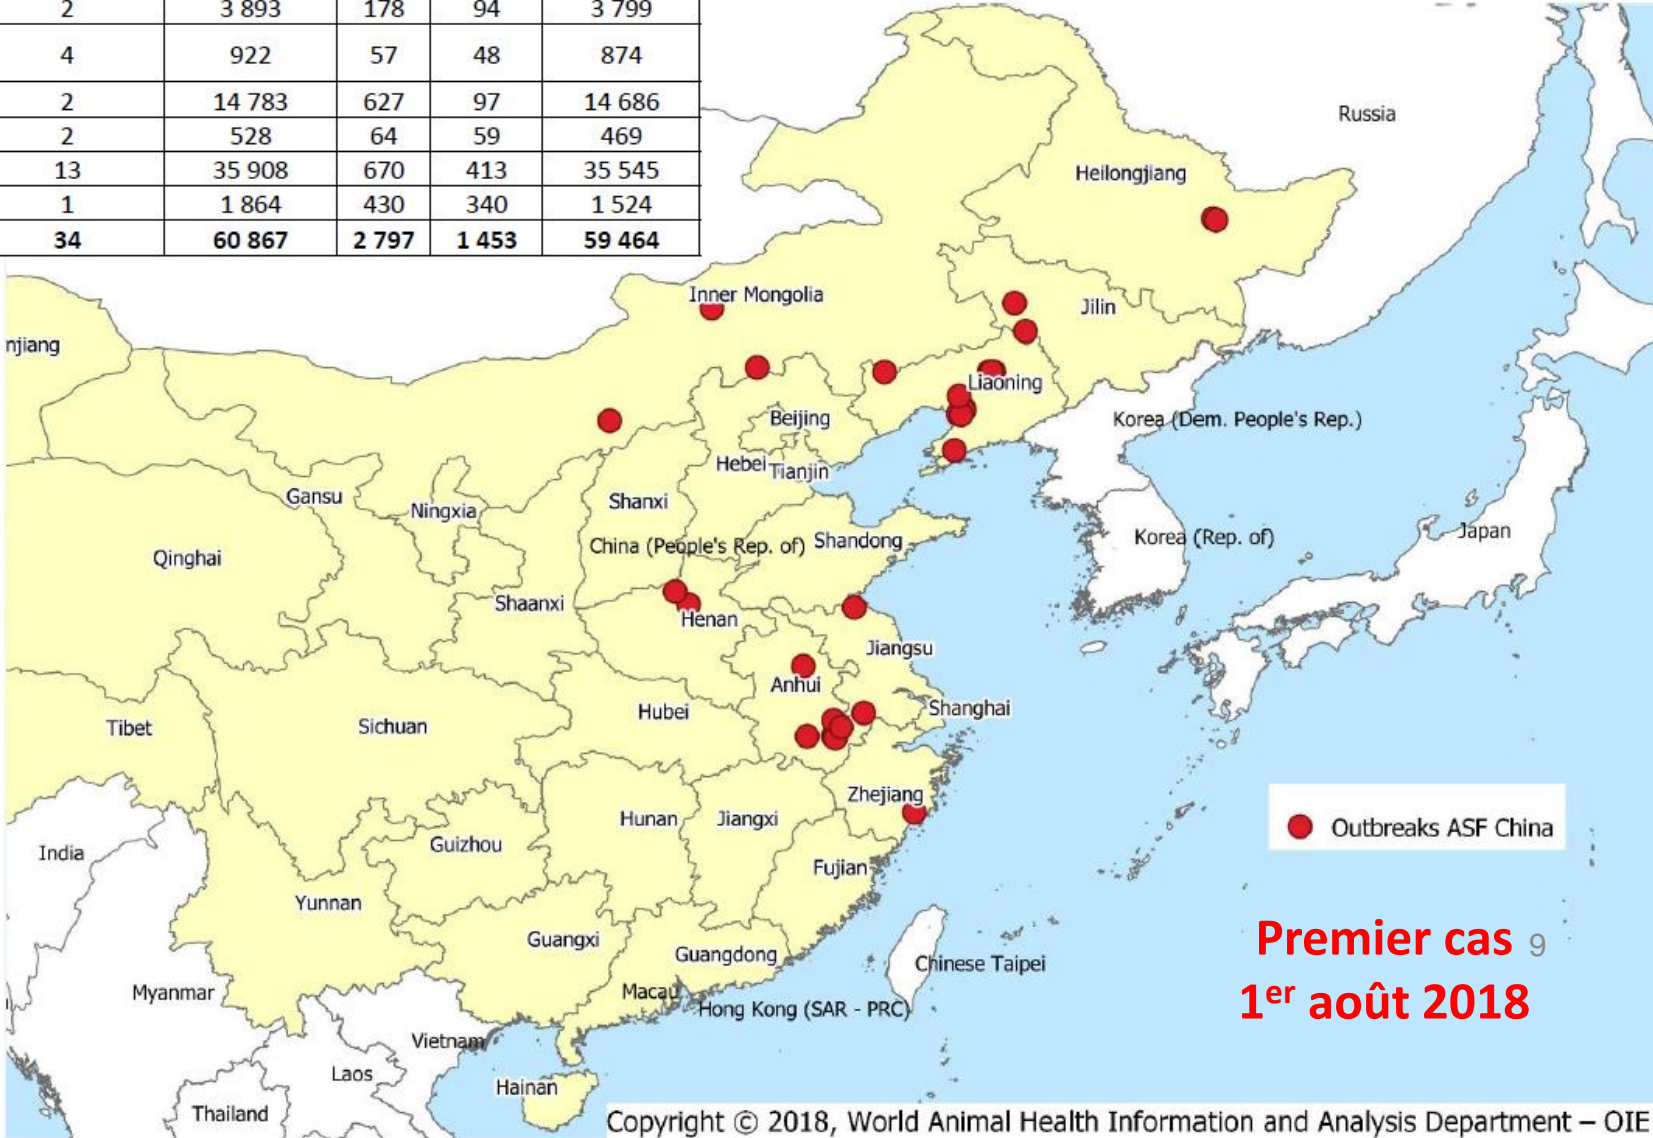 2 3 893 178 94 3 799
4 922 57 48 874
2 14 783 627 97 14 686
2 528 64 59 469
13 35 908 670 413 35 545
1 1 864 430 340 1 524
34 60 867 2 797 1 453 59 464
Russia
Heilongjiang
Inner Mongolia
Jilin
njiang
Liaoning
Beijing
Korea (Dem. People's Rep.)
Hebei
Tianjin
Gansu
Shanxi
Ningxia
Japan
Korea (Rep. of)
China (People's Rep. of)
Shandong
Qinghai
Shaanxi
Henan
Jiangsu
Anhui
Hubei
Shanghai
Tibet
Sichuan
Zhejiang
Hunan
Jiangxi
Outbreaks ASF China
Guizhou
India
Fujian
Yunnan
Guangxi
Premier cas 9
Guangdong
Chinese Taipei
Myanmar
Macau
1er août 2018
Hong Kong (SAR - PRC)
Vietnam
Laos
Hainan
Thailand
Copyright © 2018, World Animal Health Information and Analysis Department – OIE